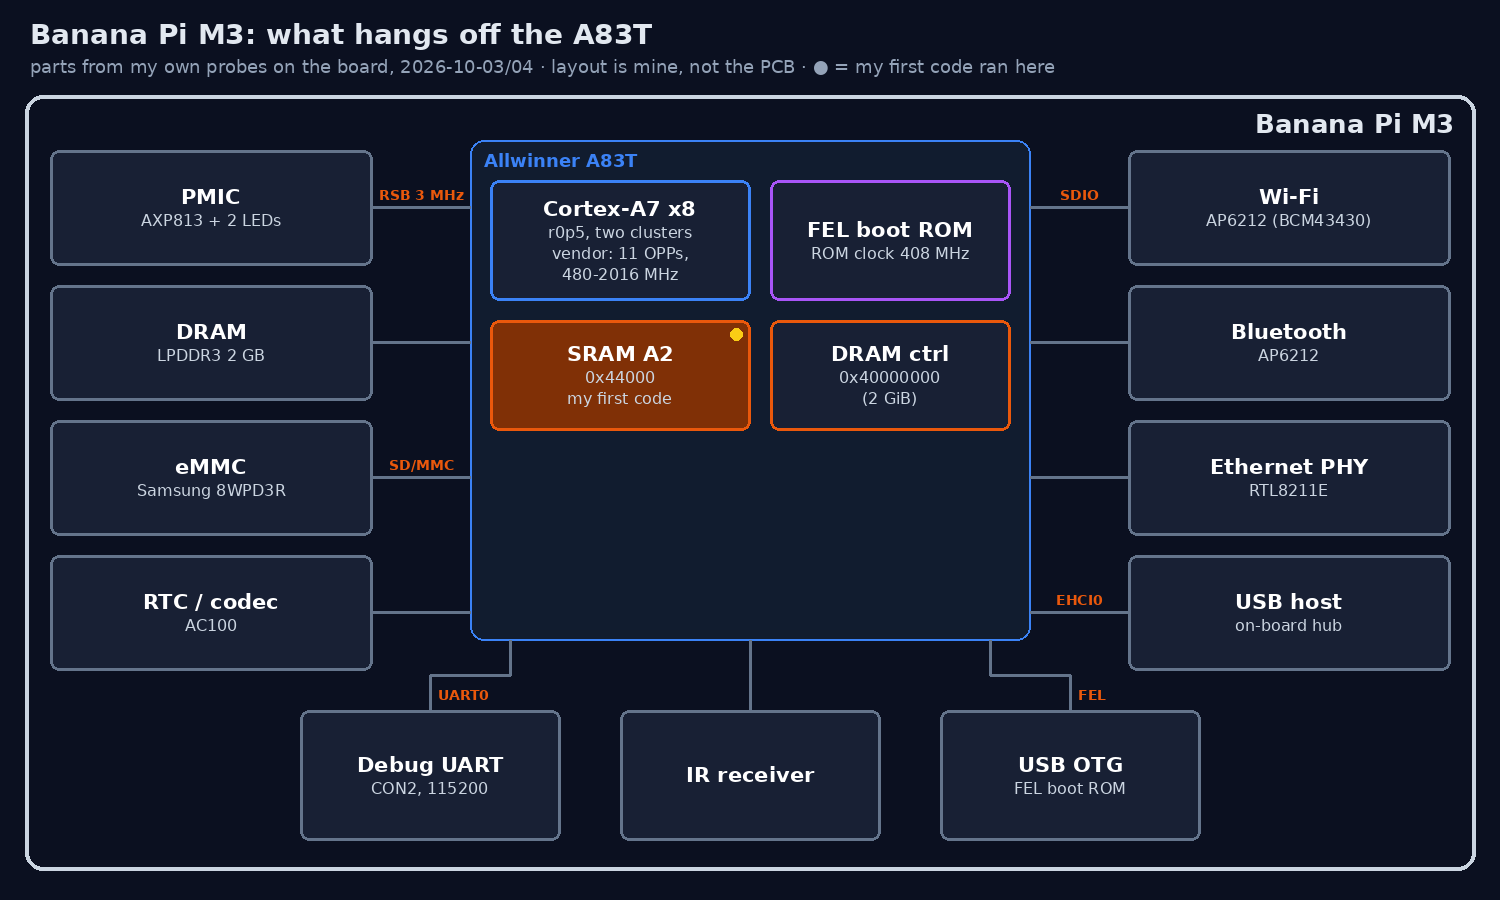 Banana Pi M3: what hangs off the A83T
parts from my own probes on the board, 2026-10-03/04 · layout is mine, not the PCB · ● = my first code ran here
Banana Pi M3
Allwinner A83T
PMIC
AXP813 + 2 LEDs
RSB 3 MHz
Cortex-A7 x8
r0p5, two clusters
vendor: 11 OPPs,
480-2016 MHz
FEL boot ROM
ROM clock 408 MHz
SDIO
Wi-Fi
AP6212 (BCM43430)
DRAM
LPDDR3 2 GB
SRAM A2
0x44000
my first code
DRAM ctrl
0x40000000
(2 GiB)
Bluetooth
AP6212
eMMC
Samsung 8WPD3R
SD/MMC
Ethernet PHY
RTL8211E
RTC / codec
AC100
EHCI0
USB host
on-board hub
UART0
FEL
Debug UART
CON2, 115200
IR receiver
USB OTG
FEL boot ROM